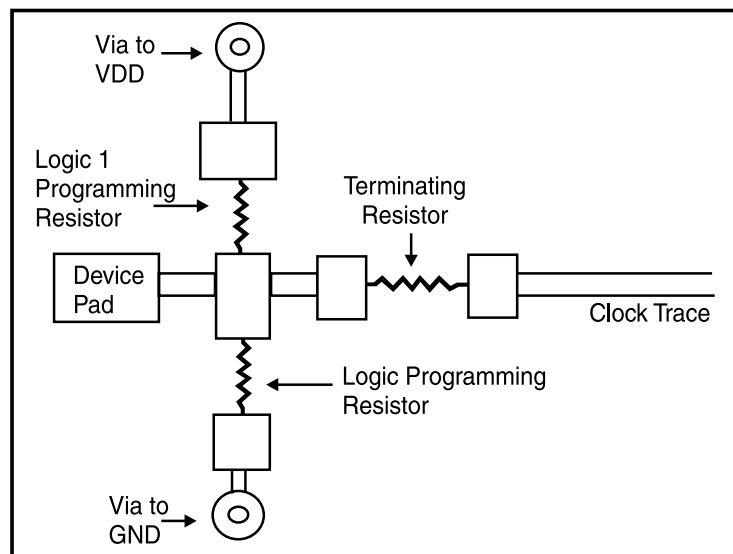 Via to
VDD
Logic 1
Programming
Resistor
Terminating
Resistor
Device
Pad
Clock Trace
Logic Programming
Resistor
Via to
GND